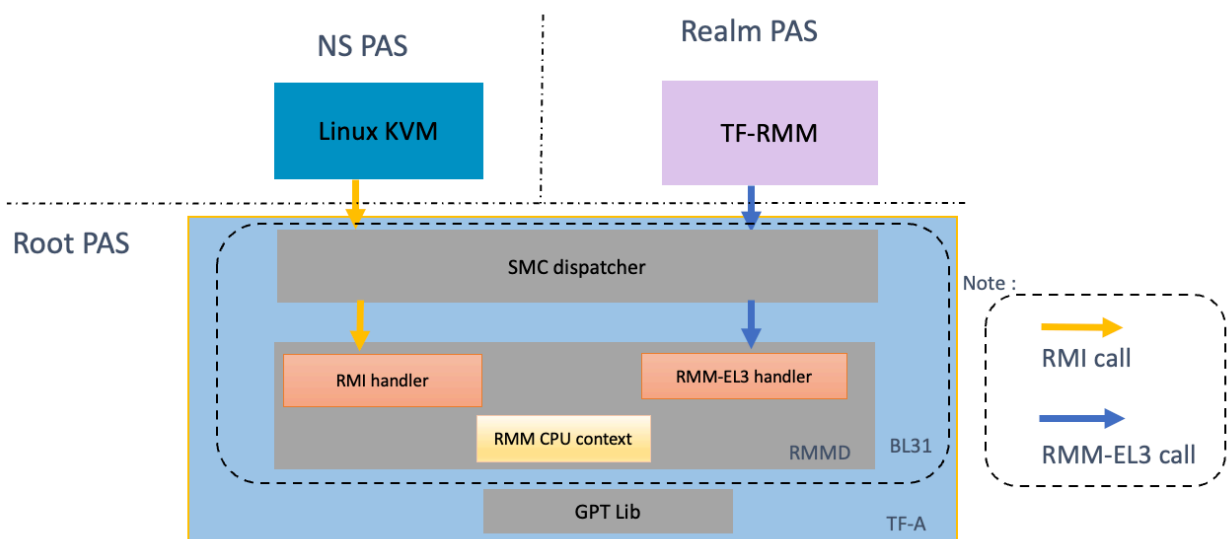 NS PAS
Realm PAS
Linux KVM
TF-RMM
Root PAS
SMC dispatcher
Note :
RMI call
RMM-EL3 call
RMI handler
RMM-EL3 handler
RMM CPU context
RMMD
BL31
GPT Lib
TF-A